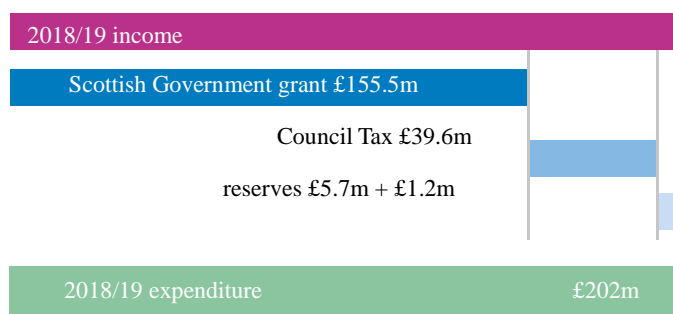 2018/19 income
Scottish Government grant £155.5m
Council Tax £39.6m
reserves £5.7m + £1.2m
2018/19 expenditure £202m